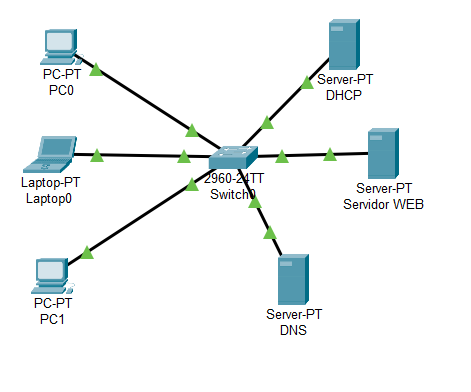 PC-PT
PC0
Server-PT
DHCP
Laptop-PT
Laptop0
2960-24TT
Switch0
Server-PT
Servidor WEB
PC-PT
PC1
Server-PT
DNS